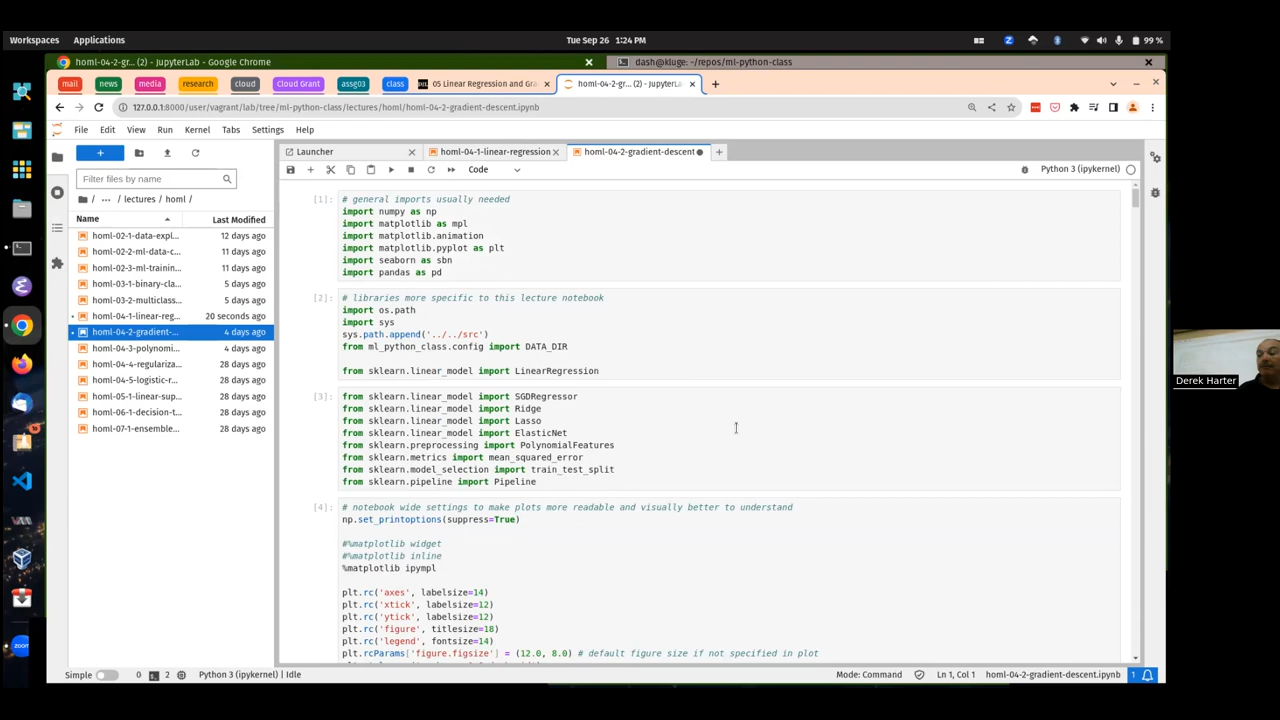 Workspaces Applications Tue Sep 26 1:24 PM 99 %
homl-04-2-gr... (2) - JupyterLab - Google Chrome dash@kluge: ~/repos/ml-python-class
mail news media research cloud Cloud Grant assg03 class 05 Linear Regression and Gra homl-04-2-gr... (2) - JupyterLa
127.0.0.1:8000/user/vagrant/lab/tree/ml-python-class/lectures/homl/homl-04-2-gradient-descent.ipynb
File Edit View Run Kernel Tabs Settings Help
Launcher homl-04-1-linear-regression homl-04-2-gradient-descent
Code Python 3 (ipykernel)
Filter files by name
/ ... / lectures / homl /
Name Last Modified
homl-02-1-data-expl... 12 days ago
homl-02-2-ml-data-c... 11 days ago
homl-02-3-ml-trainin... 11 days ago
homl-03-1-binary-cla... 5 days ago
homl-03-2-multiclass... 5 days ago
homl-04-1-linear-reg... 20 seconds ago
homl-04-2-gradient-... 4 days ago
homl-04-3-polynomi... 4 days ago
homl-04-4-regulariza... 28 days ago
homl-04-5-logistic-r... 28 days ago
homl-05-1-linear-sup... 28 days ago
homl-06-1-decision-t... 28 days ago
homl-07-1-ensemble... 28 days ago
[1]: # general imports usually needed
import numpy as np
import matplotlib as mpl
import matplotlib.animation
import matplotlib.pyplot as plt
import seaborn as sbn
import pandas as pd
[2]: # libraries more specific to this lecture notebook
import os.path
import sys
sys.path.append('../../src')
from ml_python_class.config import DATA_DIR
from sklearn.linear_model import LinearRegression
[3]: from sklearn.linear_model import SGDRegressor
from sklearn.linear_model import Ridge
from sklearn.linear_model import Lasso
from sklearn.linear_model import ElasticNet
from sklearn.preprocessing import PolynomialFeatures
from sklearn.metrics import mean_squared_error
from sklearn.model_selection import train_test_split
from sklearn.pipeline import Pipeline
[4]: # notebook wide settings to make plots more readable and visually better to understand
np.set_printoptions(suppress=True)
#%matplotlib widget
#%matplotlib inline
%matplotlib ipympl
plt.rc('axes', labelsize=14)
plt.rc('xtick', labelsize=12)
plt.rc('ytick', labelsize=12)
plt.rc('figure', titlesize=18)
plt.rc('legend', fontsize=14)
plt.rcParams['figure.figsize'] = (12.0, 8.0) # default figure size if not specified in plot
Derek Harter
Simple 0 2 Python 3 (ipykernel) | Idle Mode: Command Ln 1, Col 1 homl-04-2-gradient-descent.ipynb 1
zoom